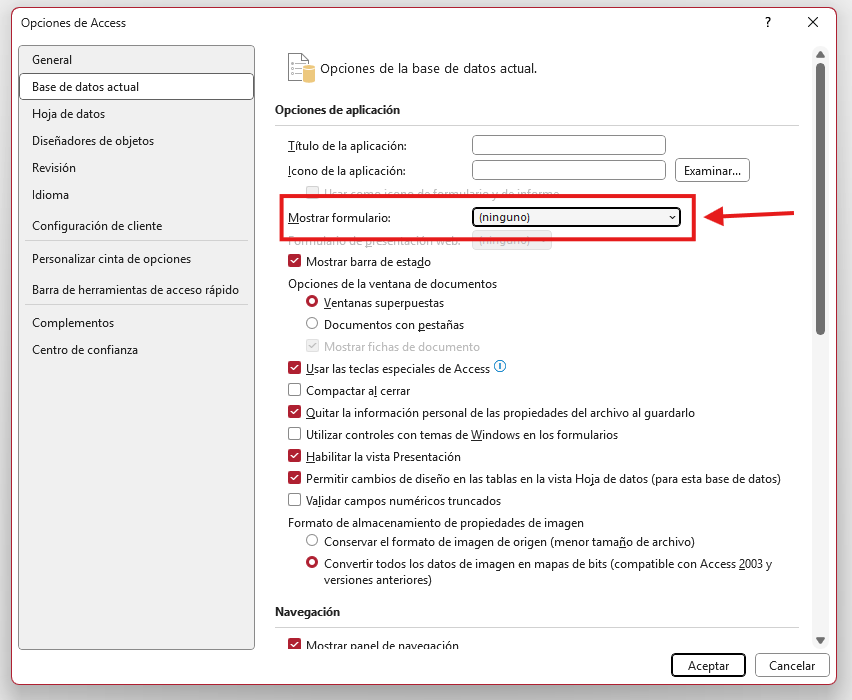 Opciones de Access
?
General
Base de datos actual
Hoja de datos
Diseñadores de objetos
Revisión
Idioma
Configuración de cliente
Personalizar cinta de opciones
Barra de herramientas de acceso rápido
Complementos
Centro de confianza
Opciones de la base de datos actual.
Opciones de aplicación
Título de la aplicación:
Icono de la aplicación: Examinar...
Usar como icono de formulario y de informe
Mostrar formulario: (ninguno)
Formulario de presentación web: (ninguno)
Mostrar barra de estado
Opciones de la ventana de documentos
Ventanas superpuestas
Documentos con pestañas
Mostrar fichas de documento
Usar las teclas especiales de Access
Compactar al cerrar
Quitar la información personal de las propiedades del archivo al guardarlo
Utilizar controles con temas de Windows en los formularios
Habilitar la vista Presentación
Permitir cambios de diseño en las tablas en la vista Hoja de datos (para esta base de datos)
Validar campos numéricos truncados
Formato de almacenamiento de propiedades de imagen
Conservar el formato de imagen de origen (menor tamaño de archivo)
Convertir todos los datos de imagen en mapas de bits (compatible con Access 2003 y
versiones anteriores)
Navegación
Mostrar panel de navegación
Aceptar Cancelar